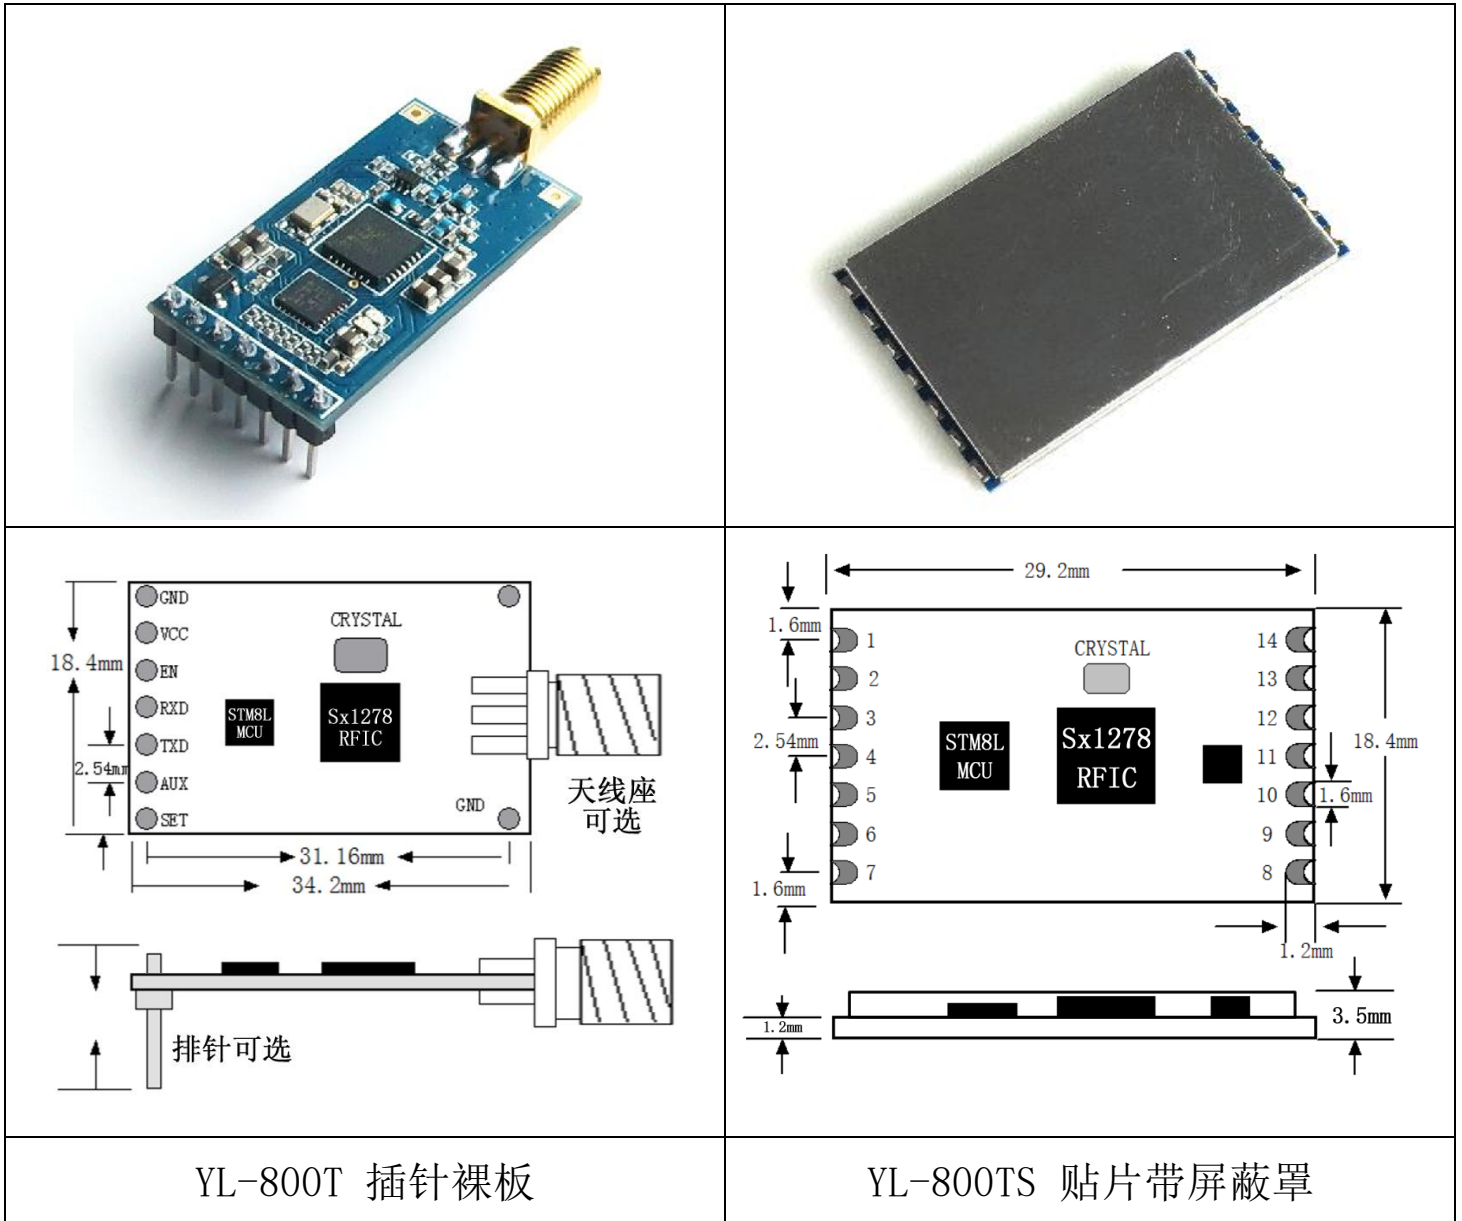 GND
VCC
EN
RXD
TXD
AUX
SET
18.4mm
2.54mm
CRYSTAL
STM8L
MCU
Sx1278
RFIC
GND
天线座
可选
31.16mm
34.2mm
排针可选
29.2mm
1.6mm
2.54mm
1.6mm
1
2
3
4
5
6
7
CRYSTAL
STM8L
MCU
Sx1278
RFIC
14
13
12
11
10
9
8
18.4mm
1.6mm
1.2mm
1.2mm
3.5mm
YL-800T 插针裸板
YL-800TS 贴片带屏蔽罩